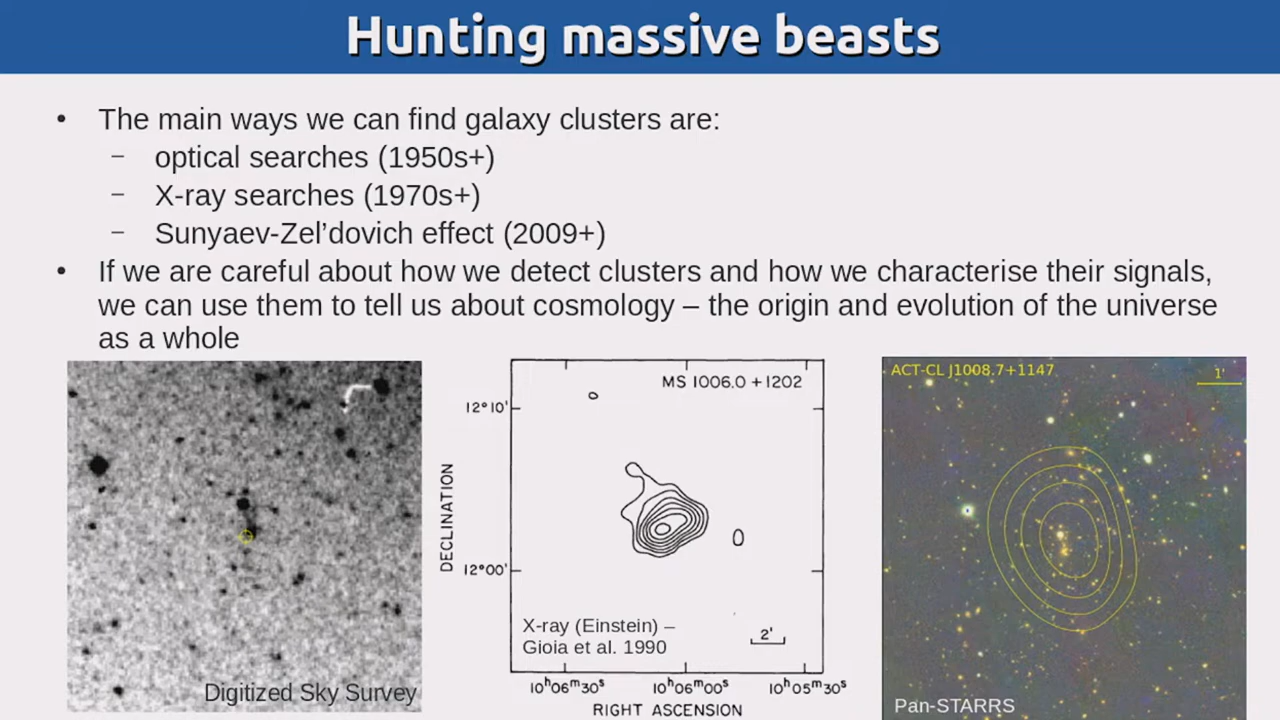 Hunting massive beasts
• The main ways we can find galaxy clusters are:
– optical searches (1950s+)
– X-ray searches (1970s+)
– Sunyaev-Zel’dovich effect (2009+)
• If we are careful about how we detect clusters and how we characterise their signals,
we can use them to tell us about cosmology – the origin and evolution of the universe
as a whole
Digitized Sky Survey
MS 1006.0 + 1202
12°10'
DECLINATION
12°00'
X-ray (Einstein) –
Gioia et al. 1990
2'
10ʰ06ᵐ30ˢ 10ʰ06ᵐ00ˢ 10ʰ05ᵐ30ˢ
RIGHT ASCENSION
ACT-CL J1008.7+1147
1'
Pan-STARRS